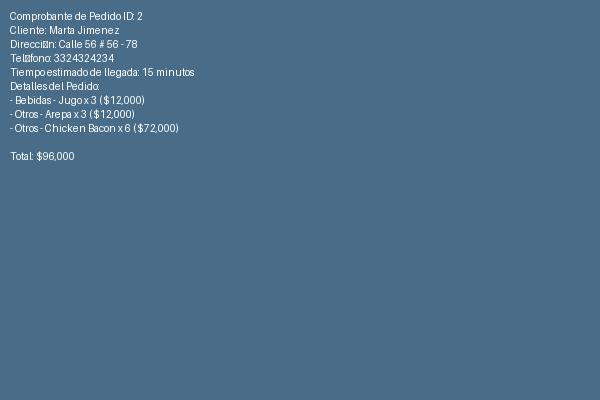 Comprobante de Pedido ID: 2
Cliente: Marta Jimenez
Direcci▯n: Calle 56 # 56 - 78
Tel▯fono: 3324324234
Tiempo estimado de llegada: 15 minutos
Detalles del Pedido:
- Bebidas - Jugo x 3 ($12,000)
- Otros - Arepa x 3 ($12,000)
- Otros - Chicken Bacon x 6 ($72,000)
Total: $96,000